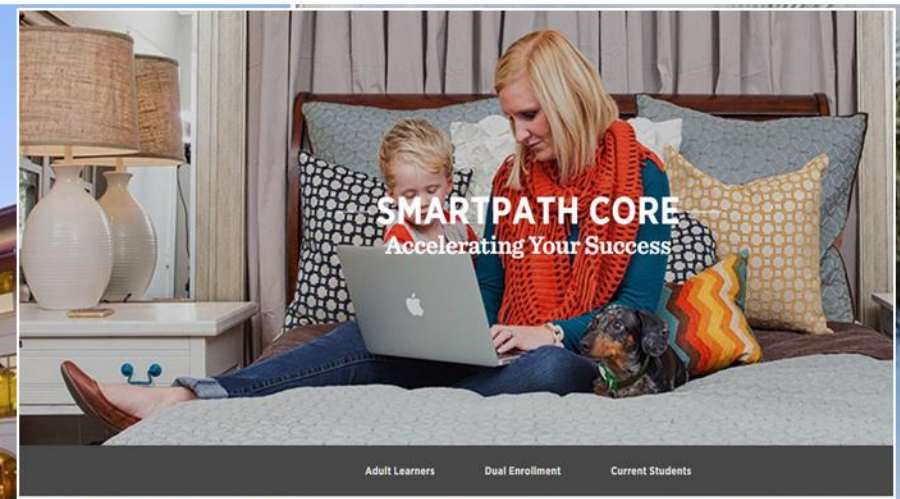 SMARTPATH CORE
Accelerating Your Success
Adult Learners Dual Enrollment Current Students